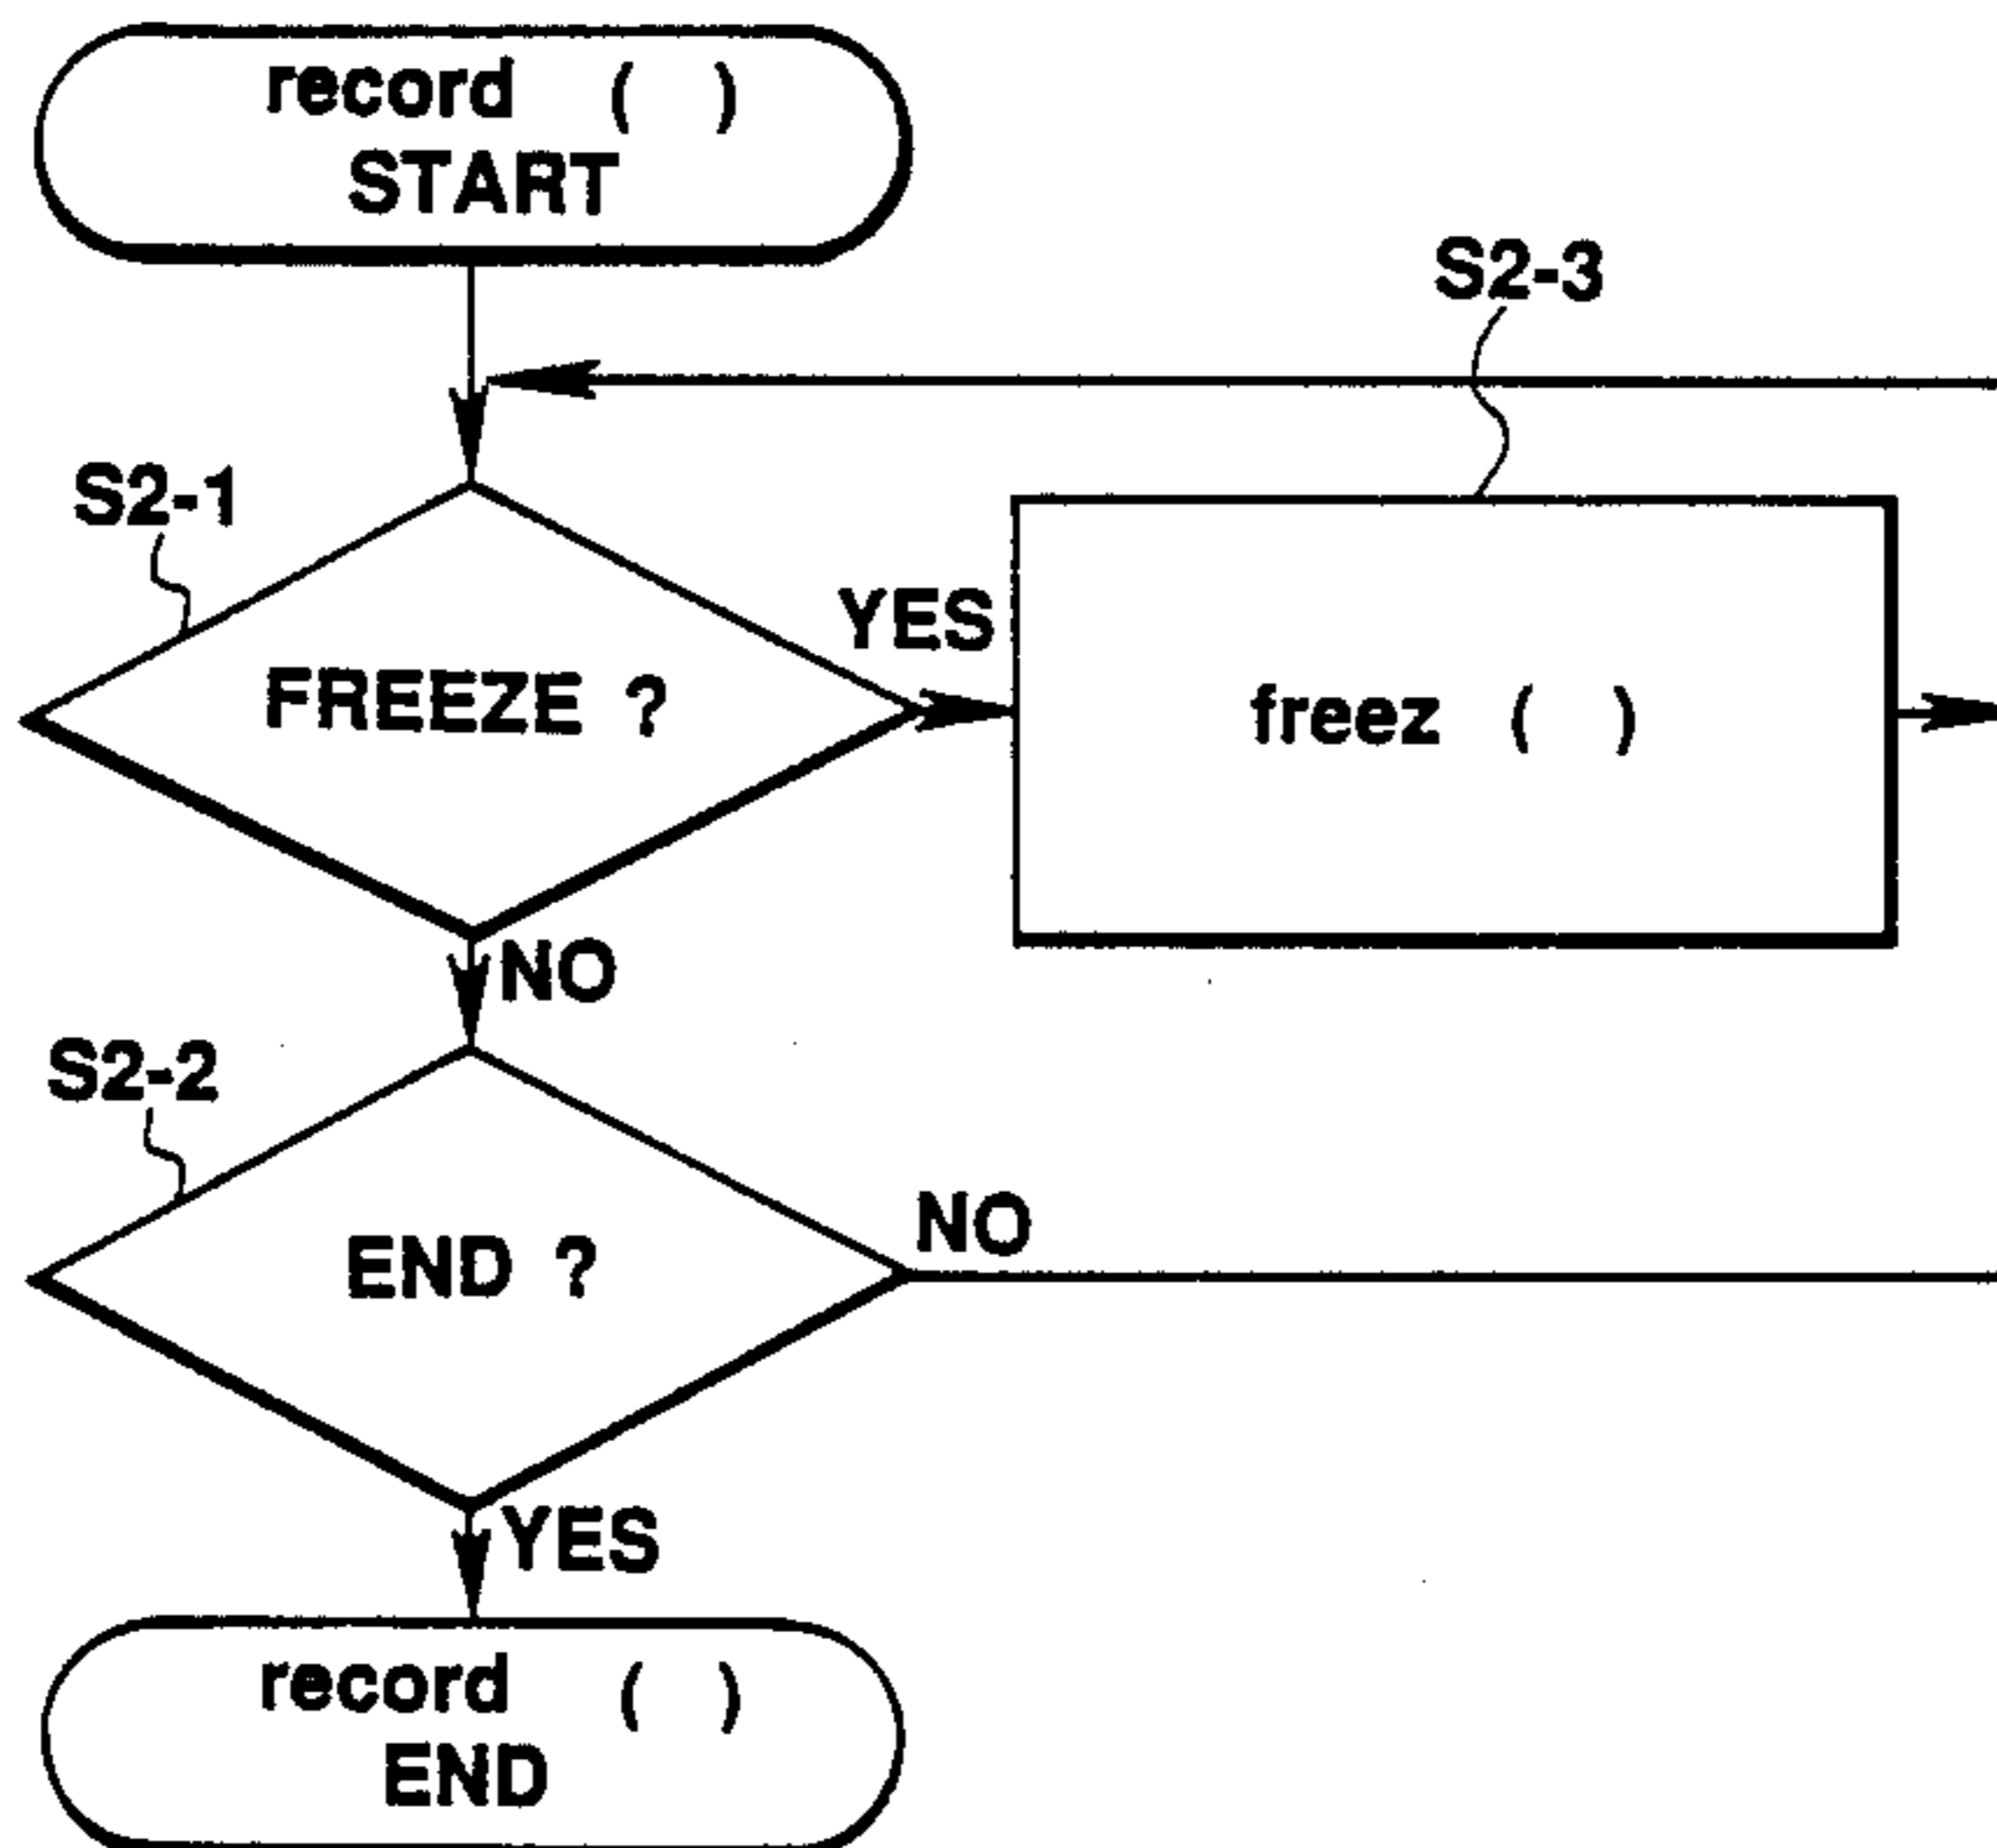 record ( )
START
S2-3
S2-1
YES
FREEZE ?
freez ( )
NO
S2-2
NO
END ?
YES
record ( )
END